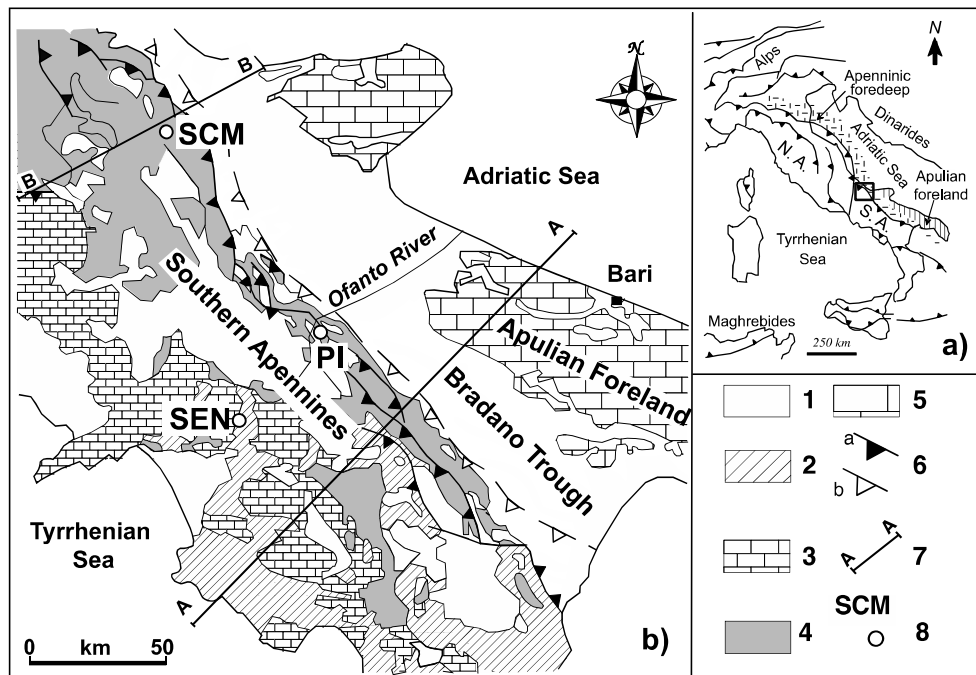 B
SCM
B
N
Adriatic Sea
A
Ofanto River
Bari
Southern Apennines
PI
Apulian Foreland
SEN
Bradano Trough
Tyrrhenian
Sea
A
0 km 50
b)
N
Alps
Apenninic
foredeep
Dinarides
Adriatic Sea
N. A.
Apulian
foreland
S. A.
Tyrrhenian
Sea
Maghrebides
250 km
a)
1
5
2
a
b
6
3
A
A
7
4
SCM
8